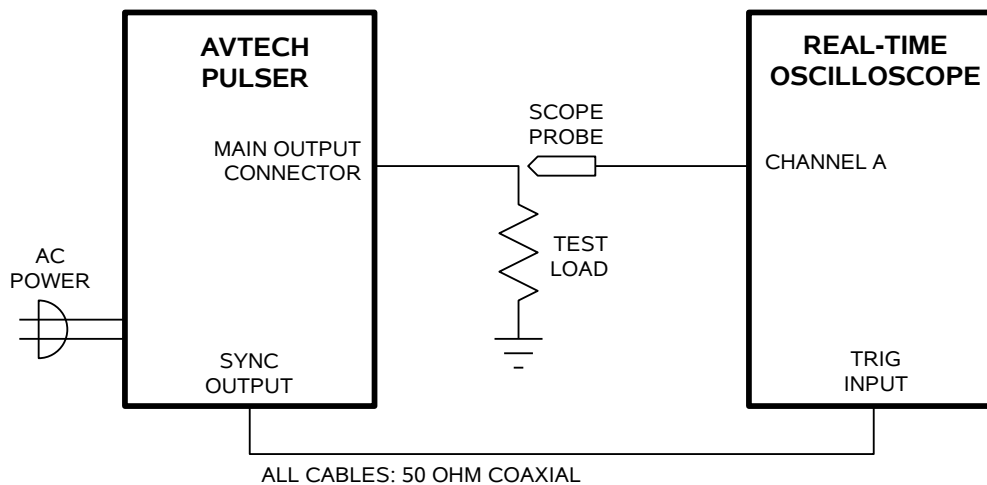 AVTECH
PULSER
MAIN OUTPUT
CONNECTOR
AC
POWER
SYNC
OUTPUT
SCOPE
PROBE
TEST
LOAD
REAL-TIME
OSCILLOSCOPE
CHANNEL A
TRIG
INPUT
ALL CABLES: 50 OHM COAXIAL